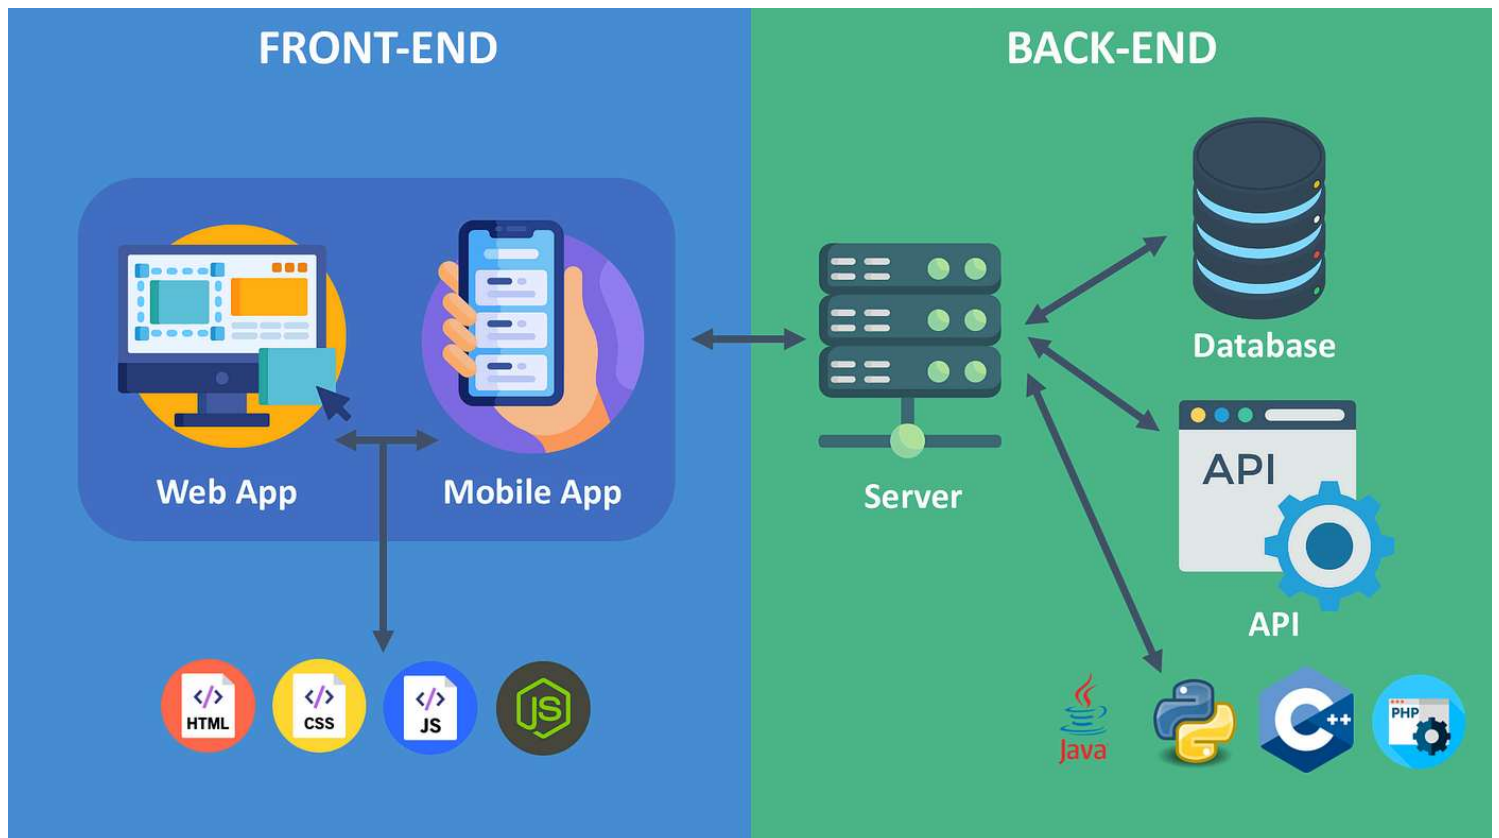 FRONT-END
BACK-END
Web App
Mobile App
Server
Database
API
API
</>
HTML
</>
CSS
</>
JS
JS
Java
C++
PHP